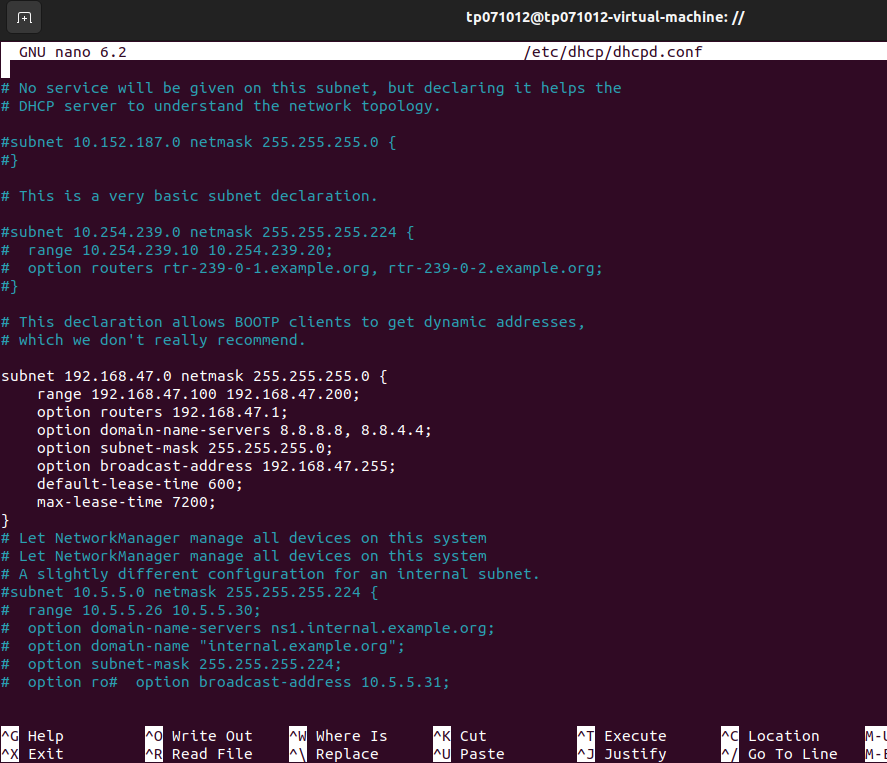 tp071012@tp071012-virtual-machine: //
GNU nano 6.2 /etc/dhcp/dhcpd.conf
# No service will be given on this subnet, but declaring it helps the
# DHCP server to understand the network topology.
#subnet 10.152.187.0 netmask 255.255.255.0 {
#}
# This is a very basic subnet declaration.
#subnet 10.254.239.0 netmask 255.255.255.224 {
#  range 10.254.239.10 10.254.239.20;
#  option routers rtr-239-0-1.example.org, rtr-239-0-2.example.org;
#}
# This declaration allows BOOTP clients to get dynamic addresses,
# which we don't really recommend.
subnet 192.168.47.0 netmask 255.255.255.0 {
    range 192.168.47.100 192.168.47.200;
    option routers 192.168.47.1;
    option domain-name-servers 8.8.8.8, 8.8.4.4;
    option subnet-mask 255.255.255.0;
    option broadcast-address 192.168.47.255;
    default-lease-time 600;
    max-lease-time 7200;
}
# Let NetworkManager manage all devices on this system
# Let NetworkManager manage all devices on this system
# A slightly different configuration for an internal subnet.
#subnet 10.5.5.0 netmask 255.255.255.224 {
#  range 10.5.5.26 10.5.5.30;
#  option domain-name-servers ns1.internal.example.org;
#  option domain-name "internal.example.org";
#  option subnet-mask 255.255.255.224;
#  option ro#  option broadcast-address 10.5.5.31;
^G Help ^O Write Out ^W Where Is ^K Cut ^T Execute ^C Location
^X Exit ^R Read File ^\ Replace ^U Paste ^J Justify ^/ Go To Line